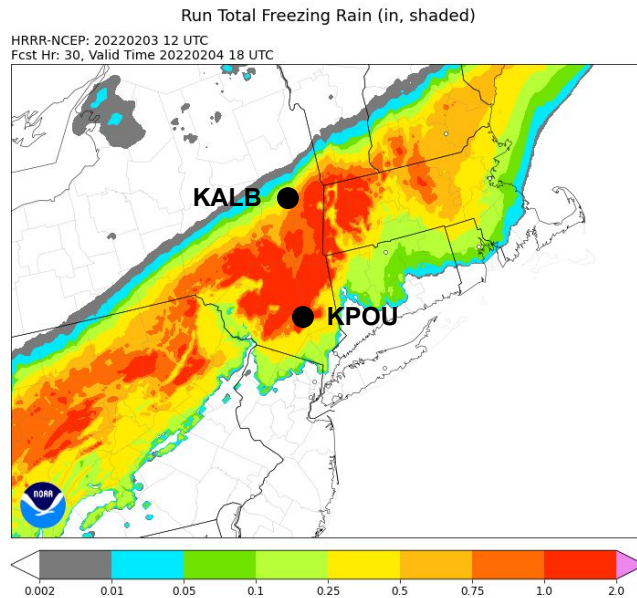 Run Total Freezing Rain (in, shaded)
HRRR-NCEP: 20220203 12 UTC
Fcst Hr: 30, Valid Time 20220204 18 UTC
KALB
KPOU
NOAA
0.002 0.01 0.05 0.1 0.25 0.5 0.75 1.0 2.0